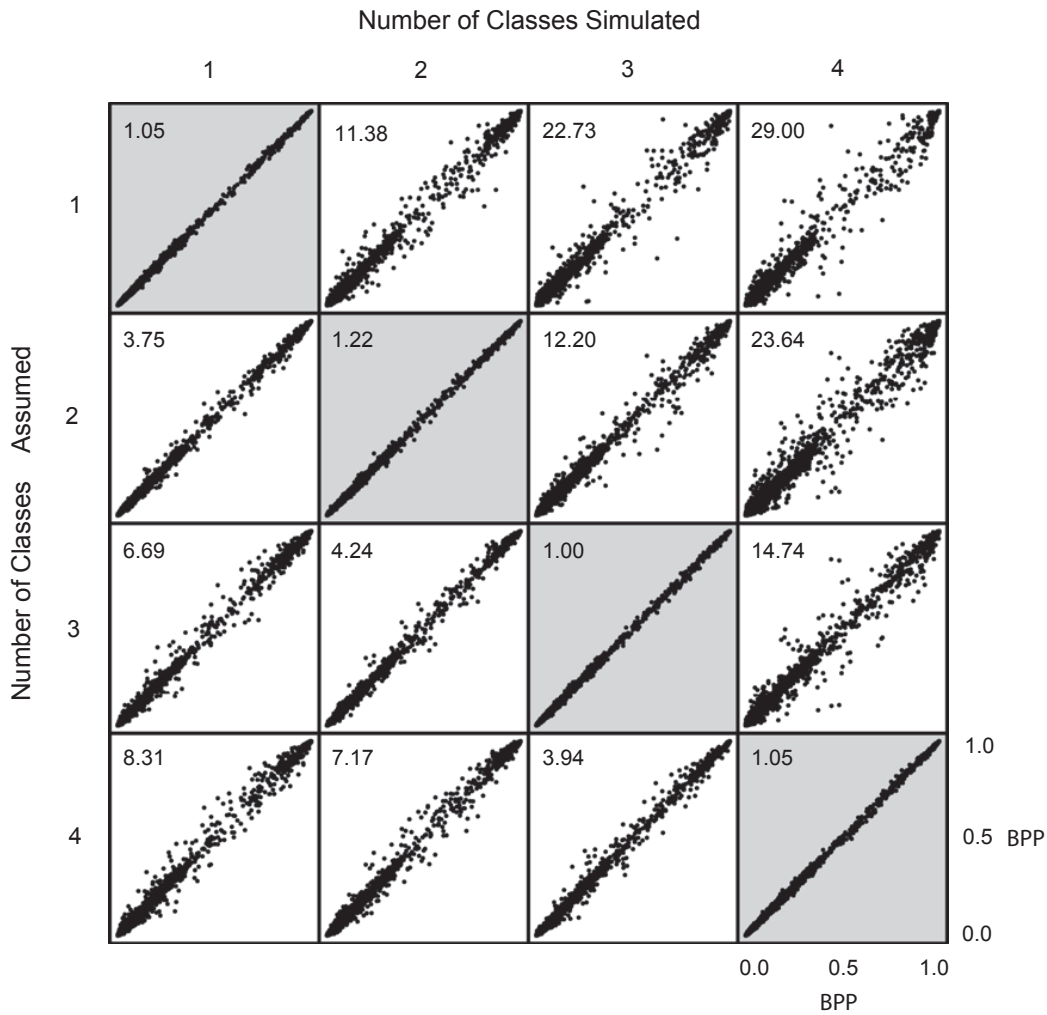 Number of Classes Simulated
1 2 3 4
Number of Classes Assumed
1
1.05 11.38 22.73 29.00
2
3.75 1.22 12.20 23.64
3
6.69 4.24 1.00 14.74
4
8.31 7.17 3.94 1.05
1.0
0.5 BPP
0.0
0.0 0.5 1.0
BPP